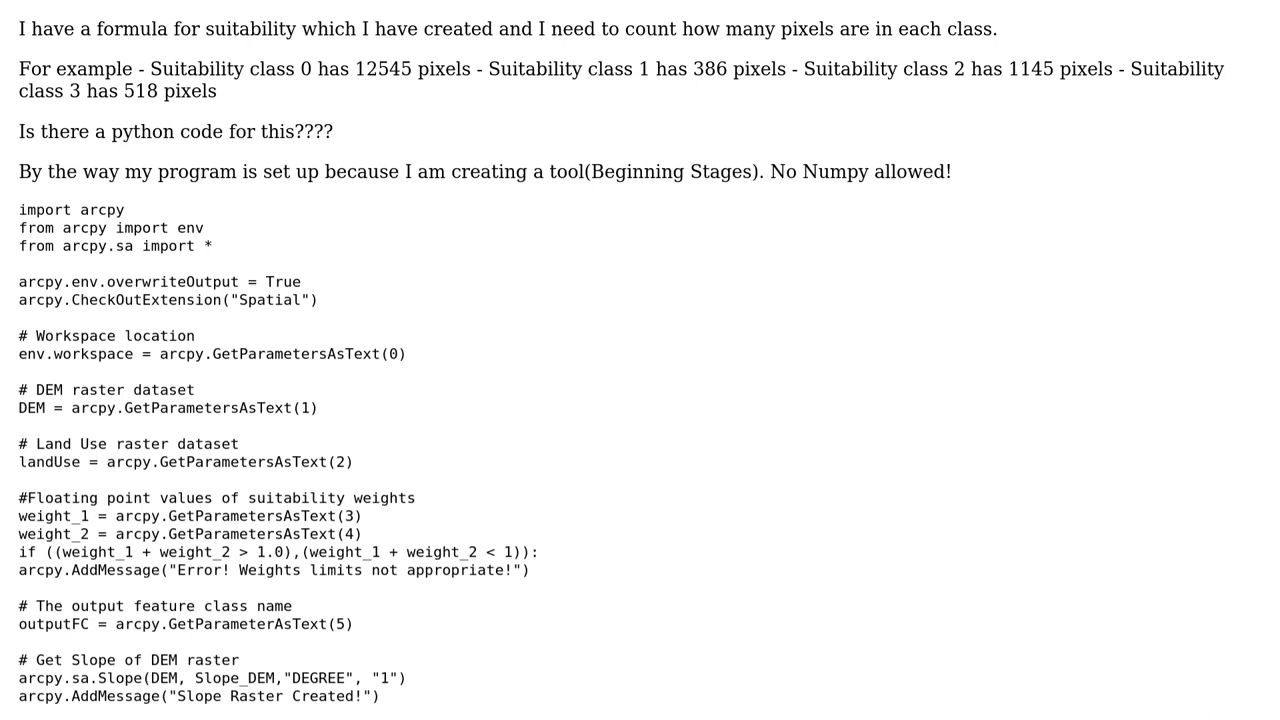 I have a formula for suitability which I have created and I need to count how many pixels are in each class.
For example - Suitability class 0 has 12545 pixels - Suitability class 1 has 386 pixels - Suitability class 2 has 1145 pixels - Suitability
class 3 has 518 pixels
Is there a python code for this????
By the way my program is set up because I am creating a tool(Beginning Stages). No Numpy allowed!
import arcpy
from arcpy import env
from arcpy.sa import *
arcpy.env.overwriteOutput = True
arcpy.CheckOutExtension("Spatial")
# Workspace location
env.workspace = arcpy.GetParametersAsText(0)
# DEM raster dataset
DEM = arcpy.GetParametersAsText(1)
# Land Use raster dataset
landUse = arcpy.GetParametersAsText(2)
#Floating point values of suitability weights
weight_1 = arcpy.GetParametersAsText(3)
weight_2 = arcpy.GetParametersAsText(4)
if ((weight_1 + weight_2 > 1.0),(weight_1 + weight_2 < 1)):
arcpy.AddMessage("Error! Weights limits not appropriate!")
# The output feature class name
outputFC = arcpy.GetParameterAsText(5)
# Get Slope of DEM raster
arcpy.sa.Slope(DEM, Slope_DEM,"DEGREE", "1")
arcpy.AddMessage("Slope Raster Created!")